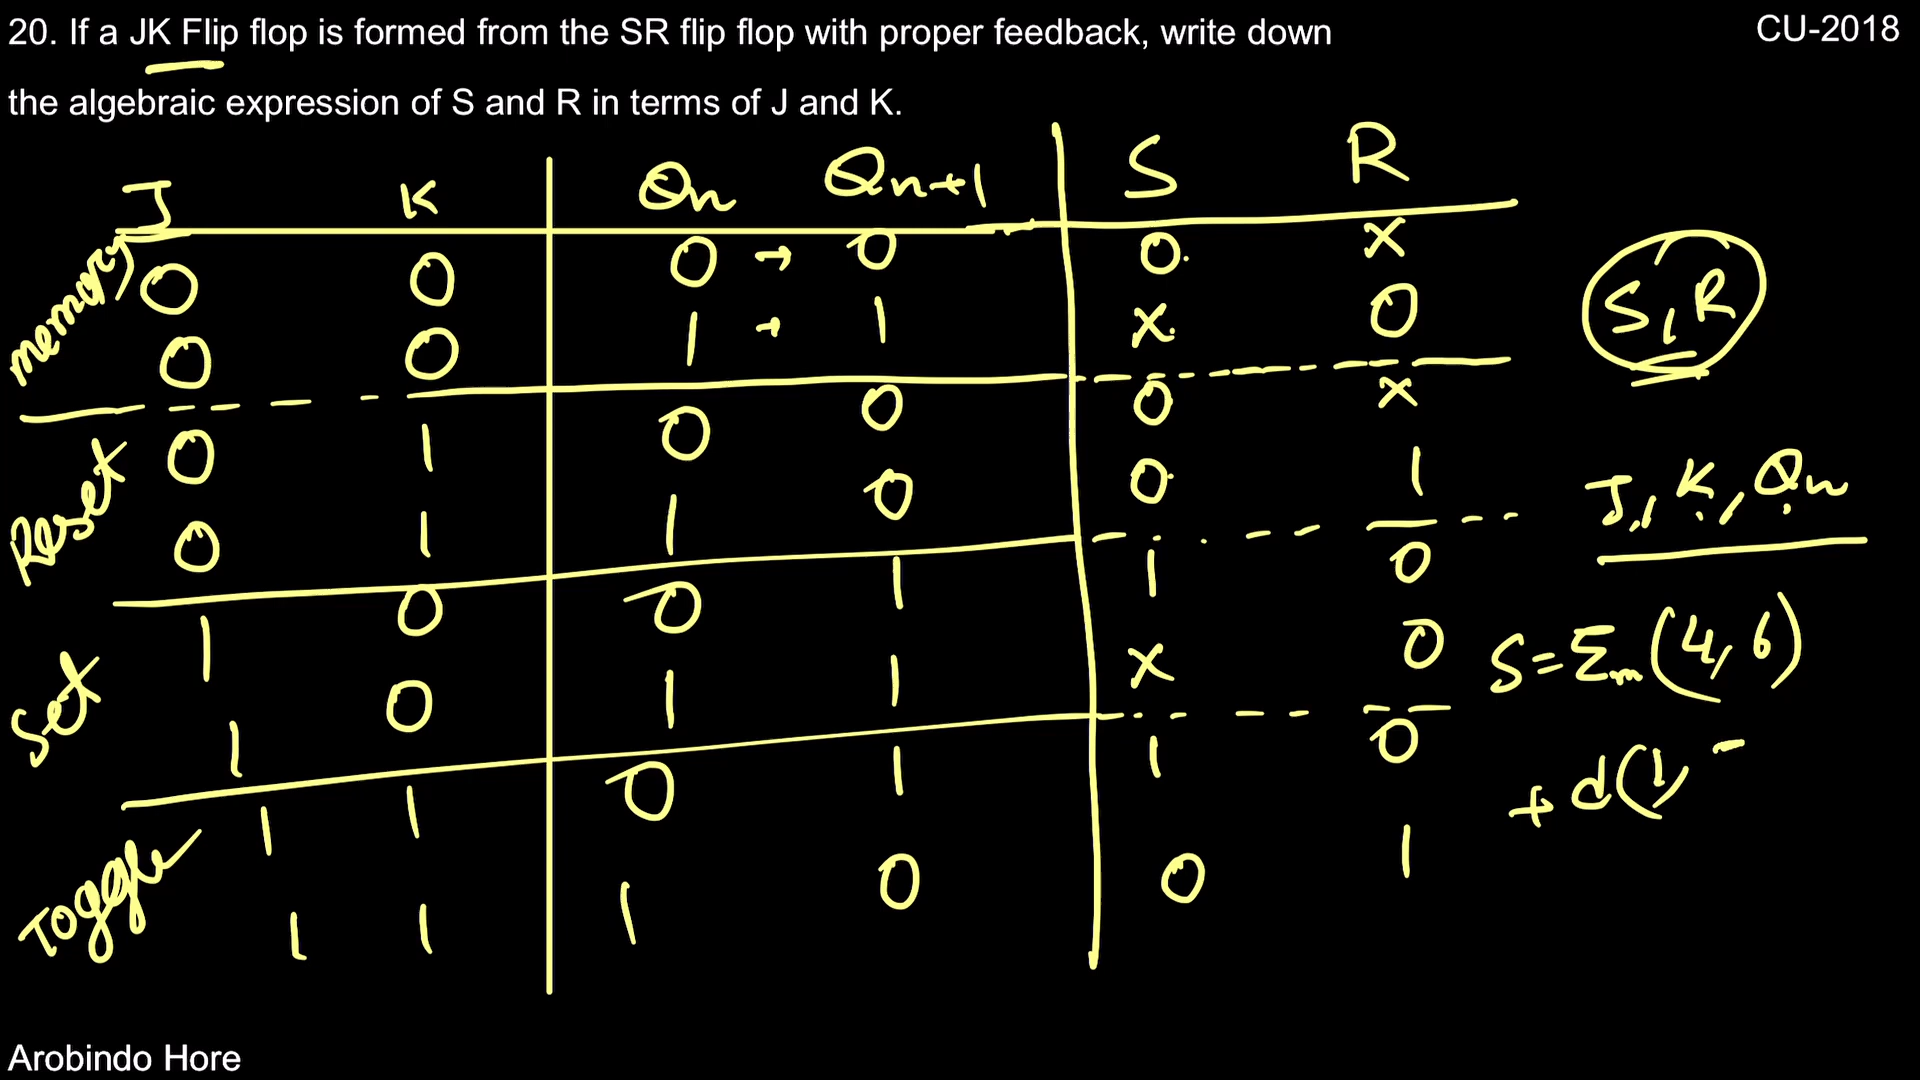 20. If a JK Flip flop is formed from the SR flip flop with proper feedback, write down
CU-2018
the algebraic expression of S and R in terms of J and K.
J K Qn Qn+1 S R
memory
0 0 0 → 0 0 x
0 0 1 → 1 x 0
S, R
Reset
0 1 0 0 0 x
0 1 1 0 0 1
J, K, Qn
Set
1 0 0 1 1 0
1 0 1 1 x 0
S = Σm (4, 6)
+ d(1, -
Toggle
1 1 0 1 1 0
1 1 1 0 0 1
Arobindo Hore